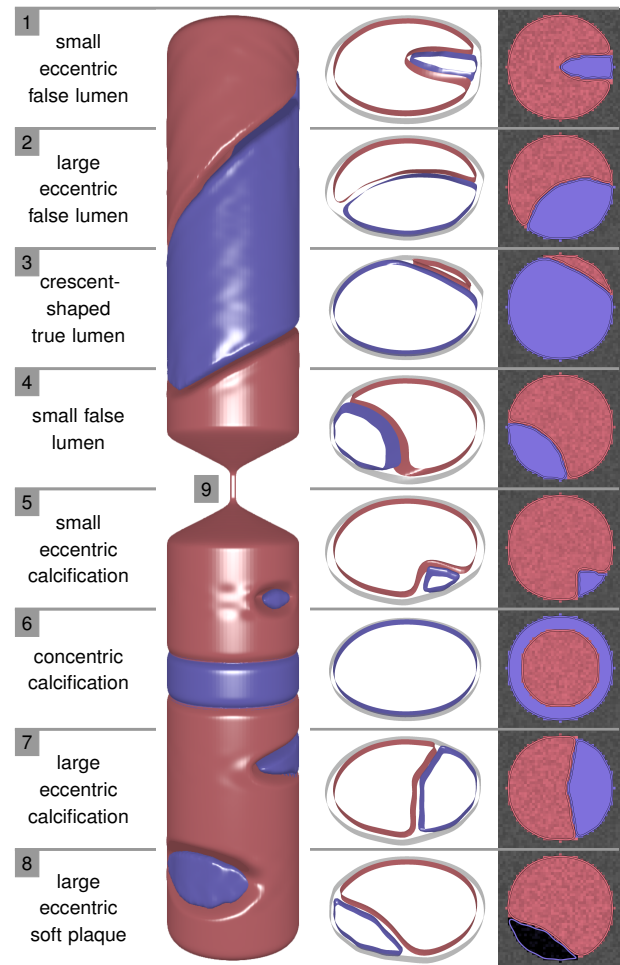 1
small
eccentric
false lumen
2
large
eccentric
false lumen
3
crescent-
shaped
true lumen
4
small false
lumen
9
5
small
eccentric
calcification
6
concentric
calcification
7
large
eccentric
calcification
8
large
eccentric
soft plaque